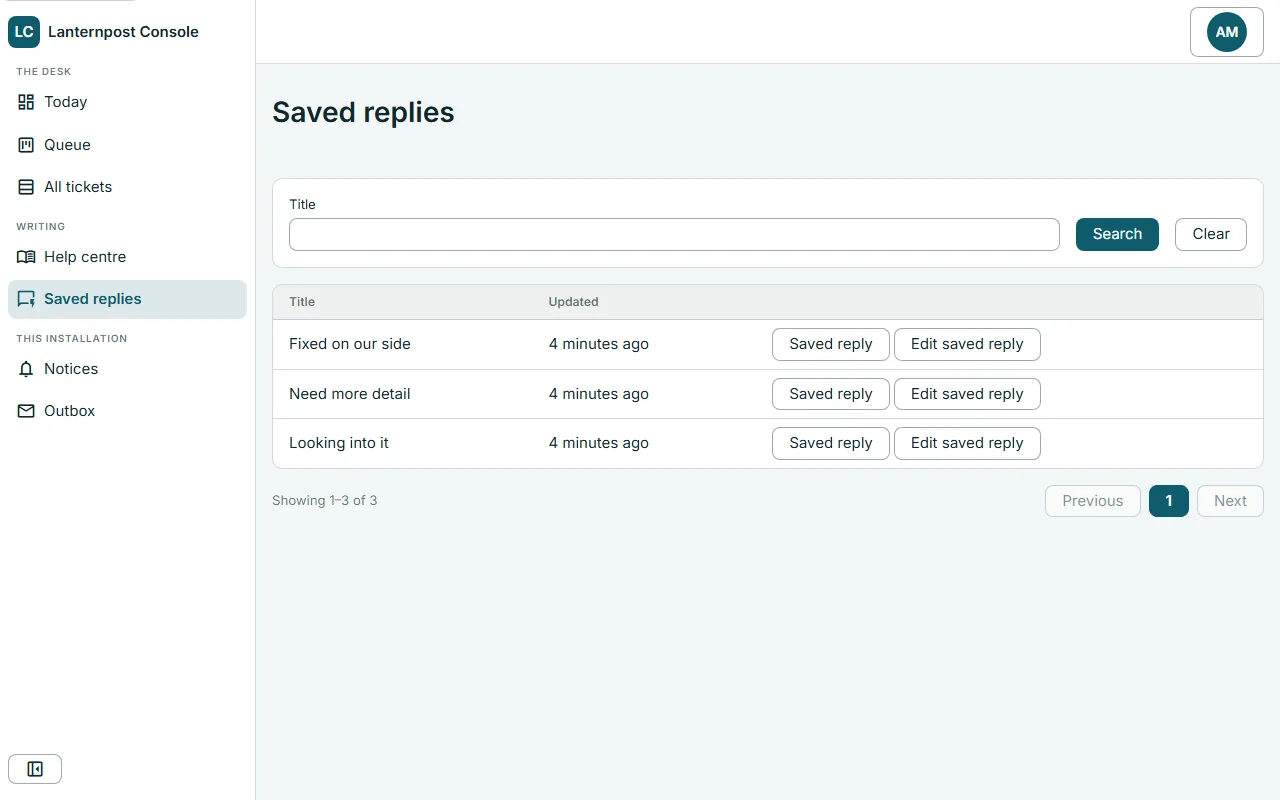 LC Lanternpost Console
AM
THE DESK
Today
Queue
All tickets
WRITING
Help centre
Saved replies
THIS INSTALLATION
Notices
Outbox
Saved replies
Title
Search Clear
Title Updated
Fixed on our side 4 minutes ago Saved reply Edit saved reply
Need more detail 4 minutes ago Saved reply Edit saved reply
Looking into it 4 minutes ago Saved reply Edit saved reply
Showing 1–3 of 3 Previous 1 Next